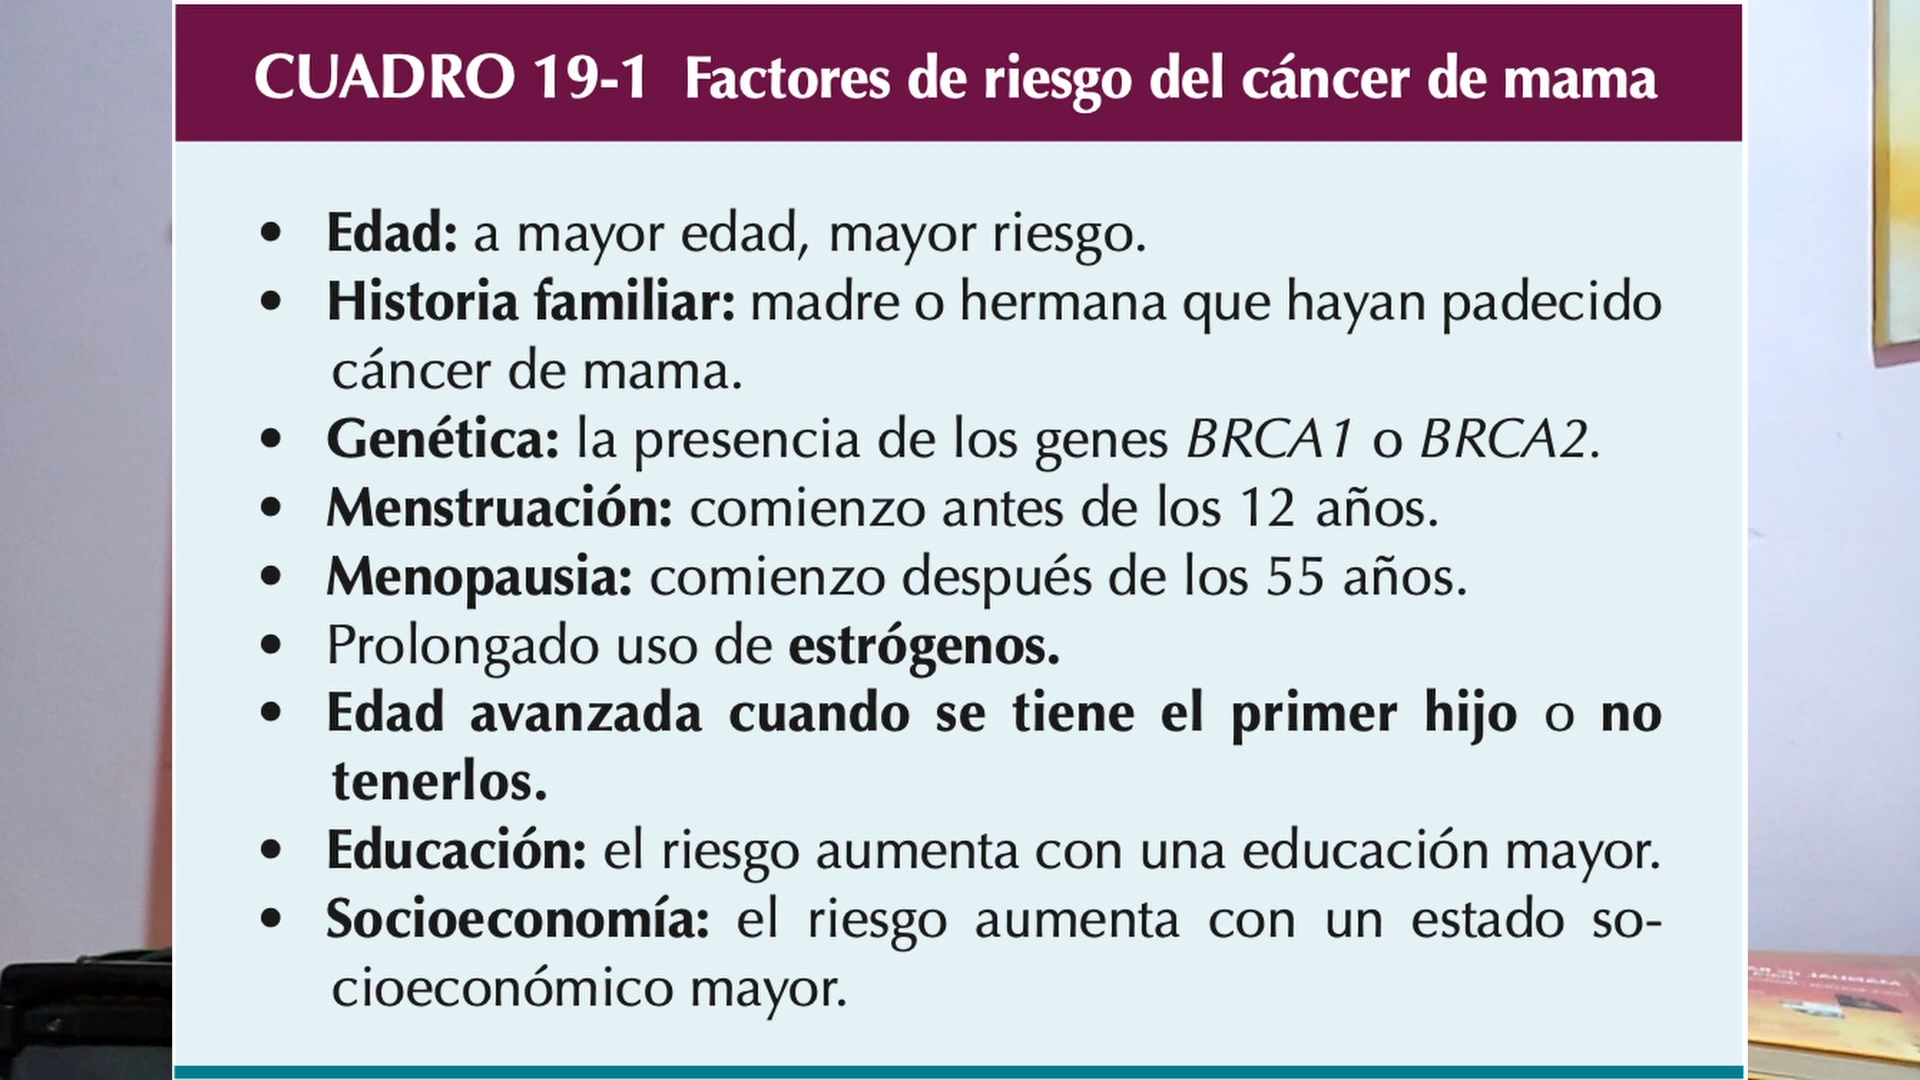 CUADRO 19-1 Factores de riesgo del cáncer de mama
• Edad: a mayor edad, mayor riesgo.
• Historia familiar: madre o hermana que hayan padecido
cáncer de mama.
• Genética: la presencia de los genes BRCA1 o BRCA2.
• Menstruación: comienzo antes de los 12 años.
• Menopausia: comienzo después de los 55 años.
• Prolongado uso de estrógenos.
• Edad avanzada cuando se tiene el primer hijo o no
tenerlos.
• Educación: el riesgo aumenta con una educación mayor.
• Socioeconomía: el riesgo aumenta con un estado so-
cioeconómico mayor.